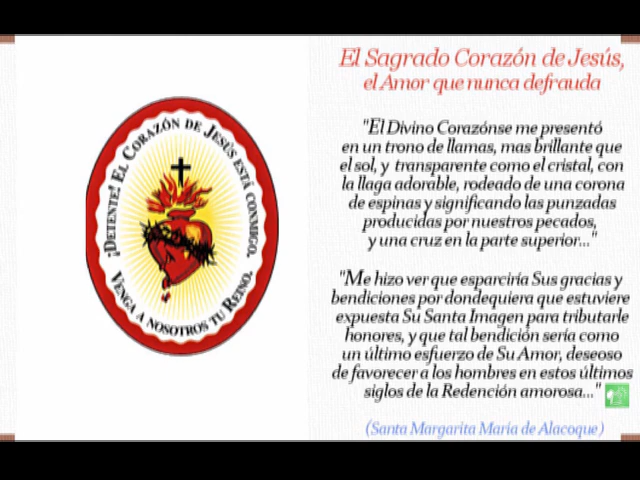 ¡DETENTE! EL CORAZÓN DE JESÚS ESTÁ CONMIGO.
VENGA A NOSOTROS TU REINO.
El Sagrado Corazón de Jesús,
el Amor que nunca defrauda
"El Divino Corazónse me presentó
en un trono de llamas, mas brillante que
el sol, y transparente como el cristal, con
la llaga adorable, rodeado de una corona
de espinas y significando las punzadas
producidas por nuestros pecados,
y una cruz en la parte superior..."
"Me hizo ver que esparciría Sus gracias y
bendiciones por dondequiera que estuviere
expuesta Su Santa Imagen para tributarle
honores, y que tal bendición sería como
un último esfuerzo de Su Amor, deseoso
de favorecer a los hombres en estos últimos
siglos de la Redención amorosa..."
(Santa Margarita María de Alacoque)